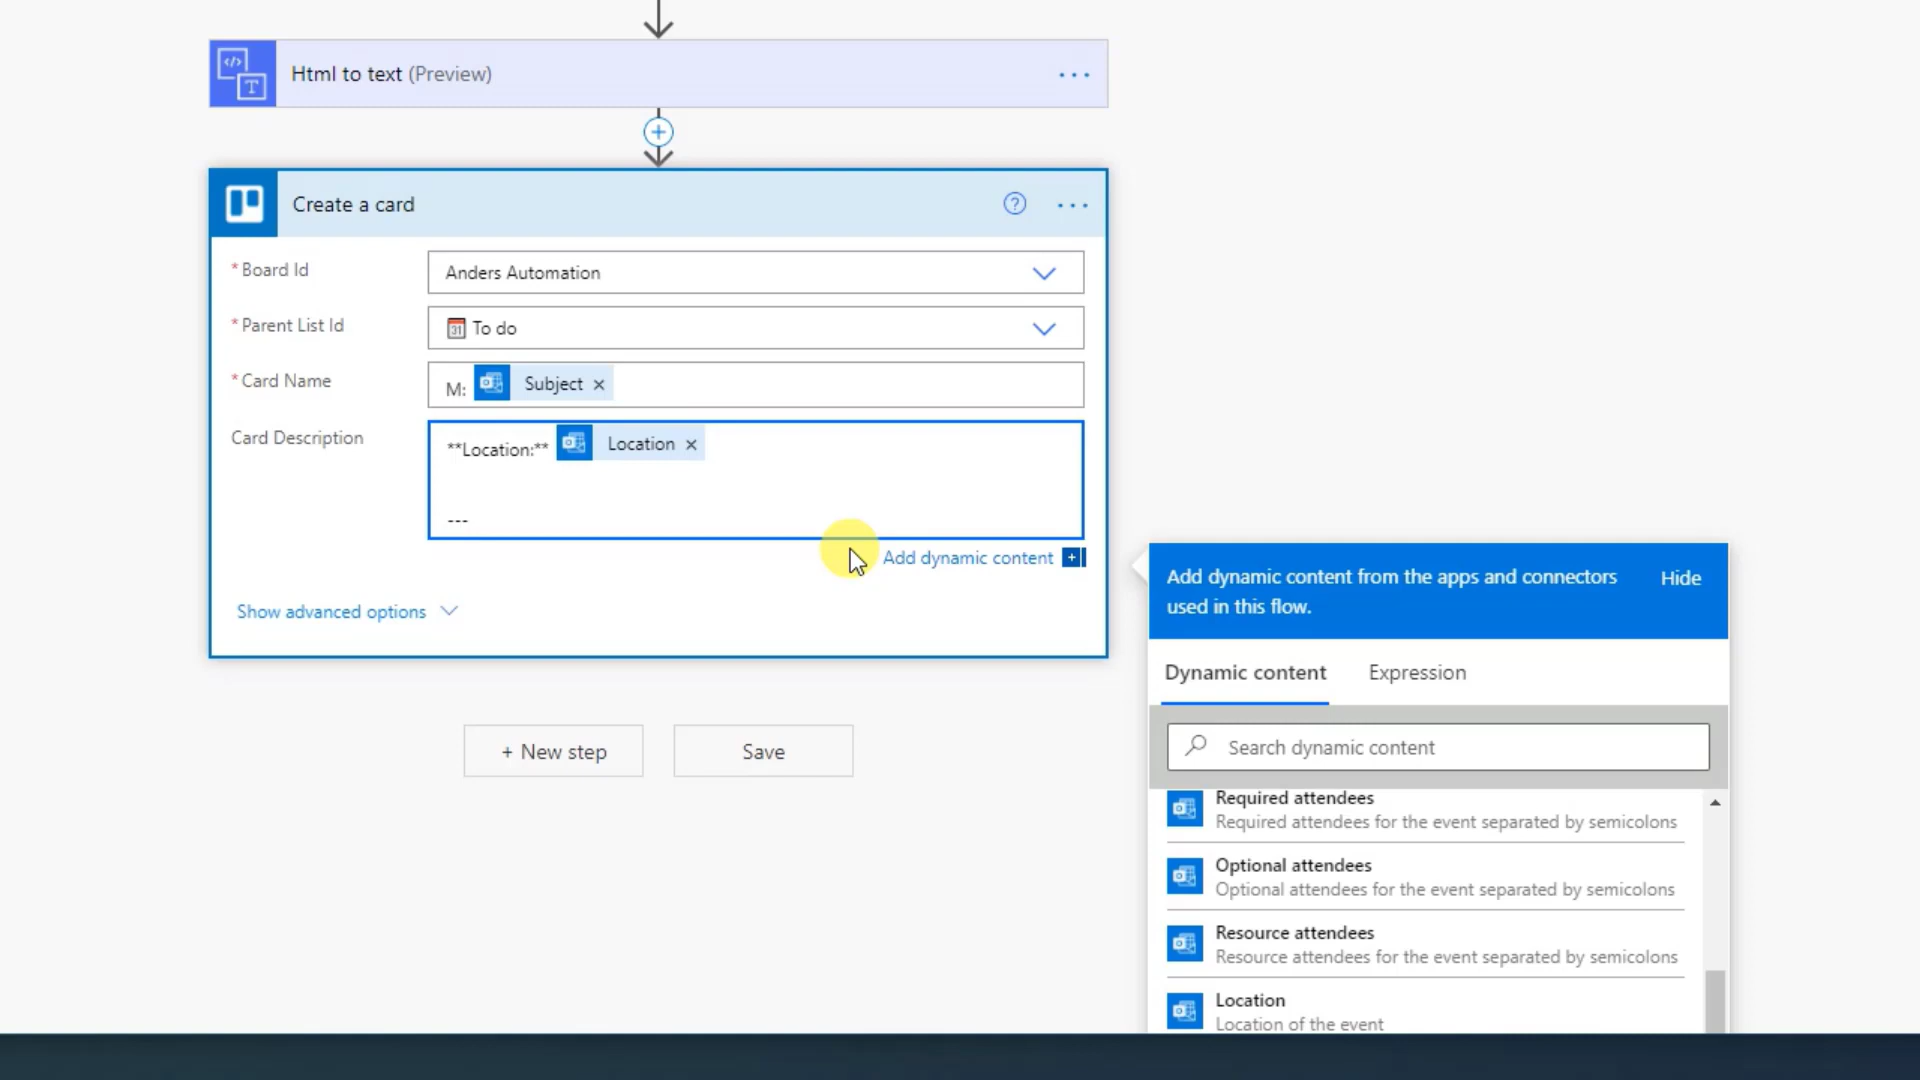 Html to text (Preview)
Create a card
* Board Id
Anders Automation
* Parent List Id
31 To do
* Card Name
M: Subject
Card Description
**Location:** Location
---
Add dynamic content
Show advanced options
+ New step
Save
Add dynamic content from the apps and connectors
used in this flow.
Hide
Dynamic content
Expression
Search dynamic content
Required attendees
Required attendees for the event separated by semicolons
Optional attendees
Optional attendees for the event separated by semicolons
Resource attendees
Resource attendees for the event separated by semicolons
Location
Location of the event